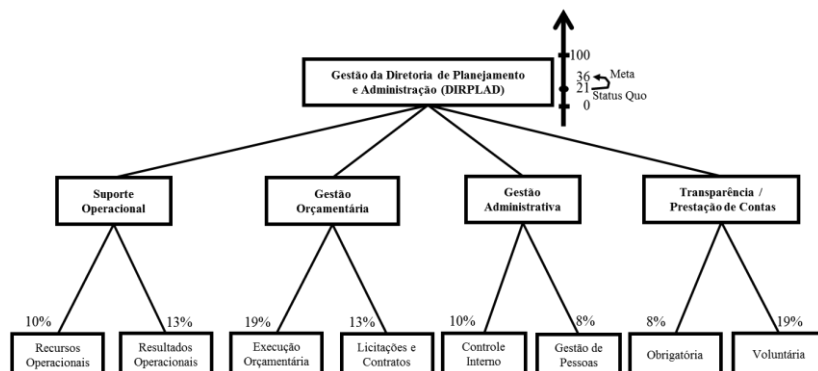 Gestão da Diretoria de Planejamento
e Administração (DIRPLAD)
100
36
Meta
21
Status Quo
0
Suporte
Operacional
Gestão
Orçamentária
Gestão
Administrativa
Transparência /
Prestação de Contas
10%
13%
19%
13%
10%
8%
8%
19%
Recursos
Operacionais
Resultados
Operacionais
Execução
Orçamentária
Licitações e
Contratos
Controle
Interno
Gestão de
Pessoas
Obrigatória
Voluntária